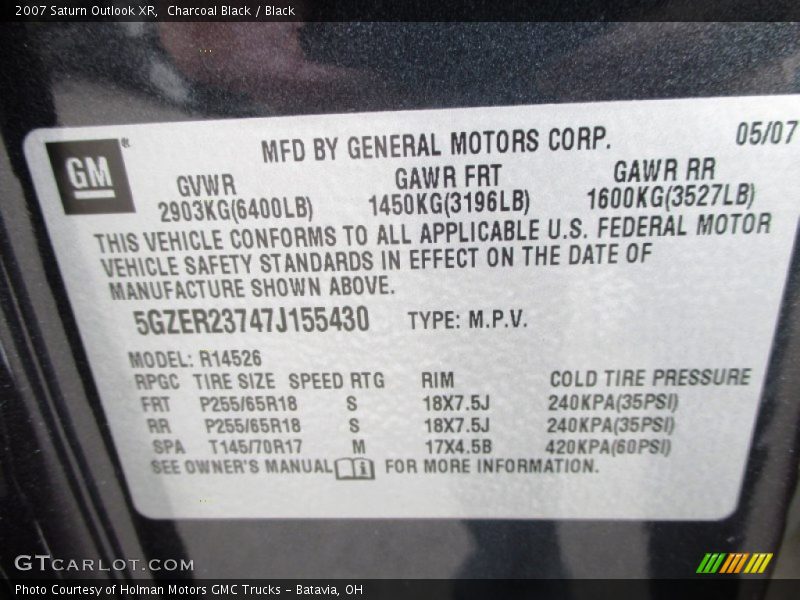 2007 Saturn Outlook XR,  Charcoal Black / Black
GM®
MFD BY GENERAL MOTORS CORP. 05/07
GVWR GAWR FRT GAWR RR
2903KG(6400LB) 1450KG(3196LB) 1600KG(3527LB)
THIS VEHICLE CONFORMS TO ALL APPLICABLE U.S. FEDERAL MOTOR
VEHICLE SAFETY STANDARDS IN EFFECT ON THE DATE OF
MANUFACTURE SHOWN ABOVE.
5GZER23747J155430 TYPE: M.P.V.
MODEL: R14526
RPGC TIRE SIZE SPEED RTG RIM COLD TIRE PRESSURE
FRT P255/65R18 S 18X7.5J 240KPA(35PSI)
RR P255/65R18 S 18X7.5J 240KPA(35PSI)
SPA T145/70R17 M 17X4.5B 420KPA(60PSI)
SEE OWNER'S MANUAL i FOR MORE INFORMATION.
GTCARLOT.COM
Photo Courtesy of Holman Motors GMC Trucks – Batavia, OH